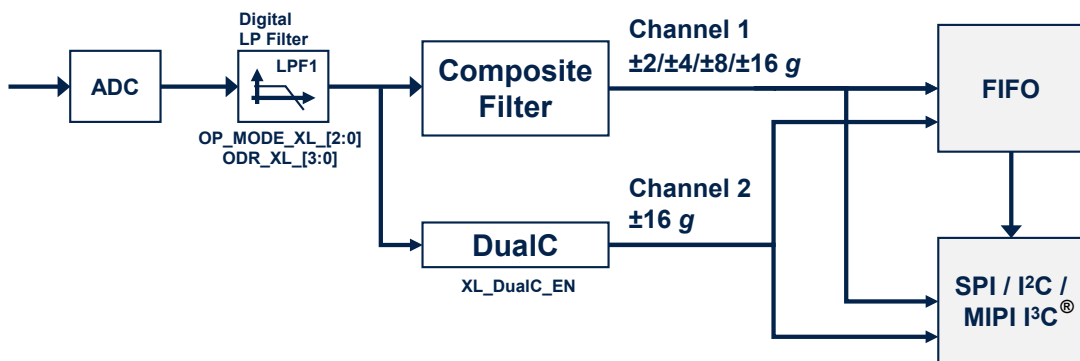 Digital
LP Filter
ADC
LPF1
OP_MODE_XL_[2:0]
ODR_XL_[3:0]
Composite
Filter
Channel 1
±2/±4/±8/±16 g
FIFO
DualC
XL_DualC_EN
Channel 2
±16 g
SPI / I²C /
MIPI I³C®